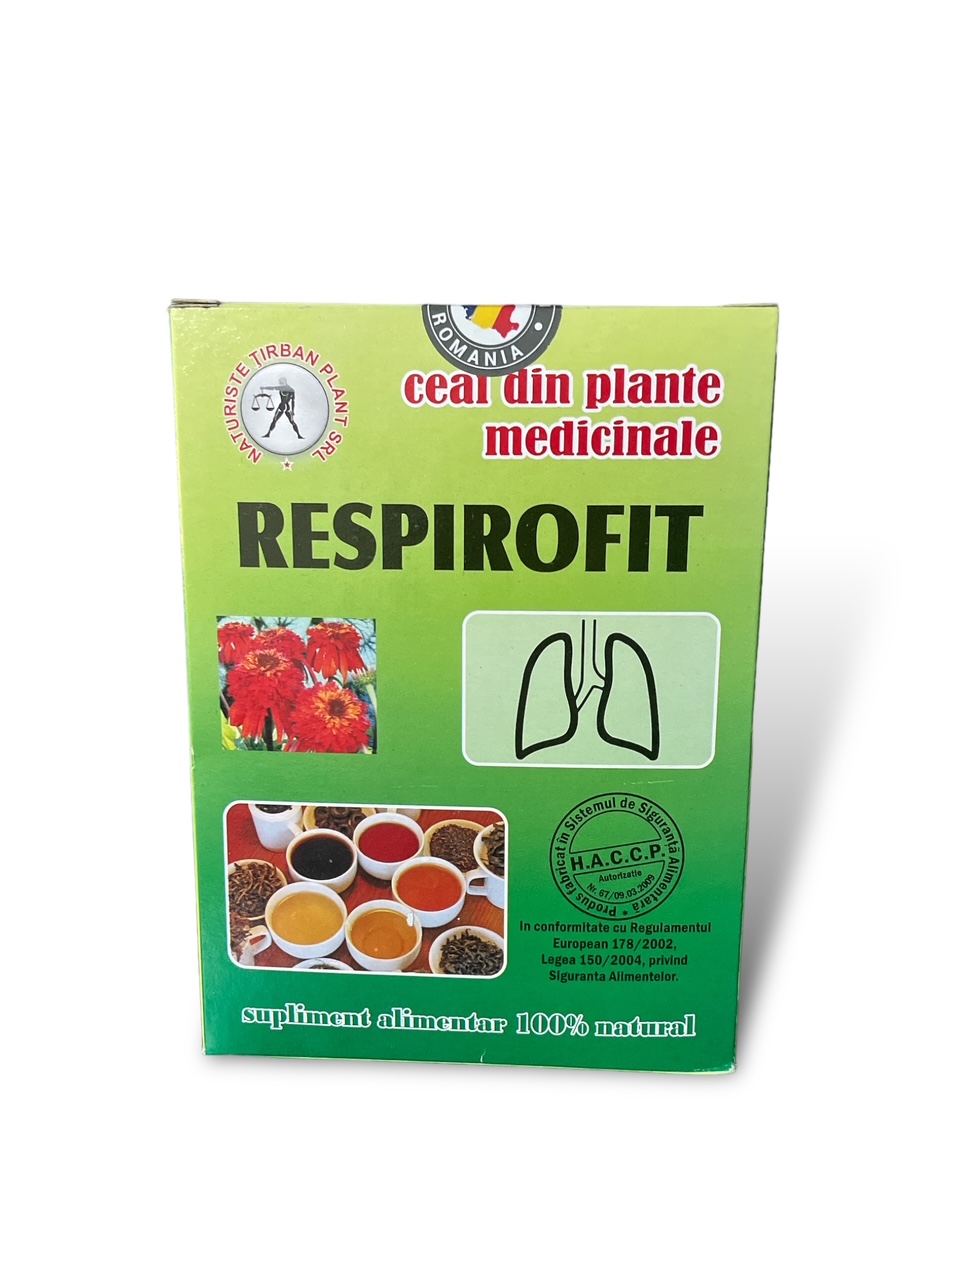 ROMANIA
NATURISTE ȚIRBAN PLANT SRL
ceai din plante
medicinale
RESPIROFIT
Produs fabricat în Sistemul de Siguranță Alimentară *
H.A.C.C.P.
Autorizatie
Nr. 67/09.03.2009
In conformitate cu Regulamentul
European 178/2002,
Legea 150/2004, privind
Siguranta Alimentelor.
supliment alimentar 100% natural